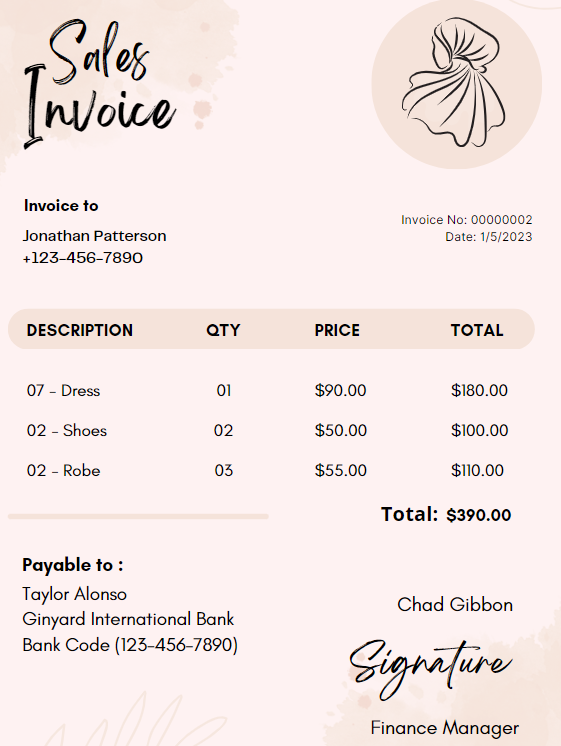 Sales
Invoice
Invoice to
Jonathan Patterson
+123-456-7890
Invoice No: 00000002
Date: 1/5/2023
DESCRIPTION QTY PRICE TOTAL
07 - Dress 01 $90.00 $180.00
02 - Shoes 02 $50.00 $100.00
02 - Robe 03 $55.00 $110.00
Total: $390.00
Payable to :
Taylor Alonso
Ginyard International Bank
Bank Code (123-456-7890)
Chad Gibbon
Signature
Finance Manager